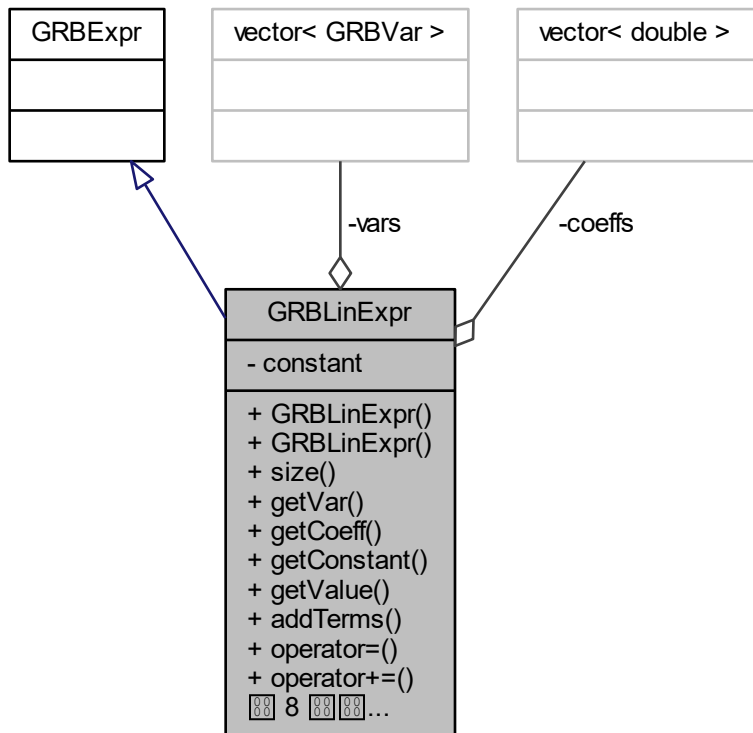 GRBExpr
vector< GRBVar >
vector< double >
-vars
-coeffs
GRBLinExpr
- constant
+ GRBLinExpr()
+ GRBLinExpr()
+ size()
+ getVar()
+ getCoeff()
+ getConstant()
+ getValue()
+ addTerms()
+ operator=()
+ operator+=()
8 ...